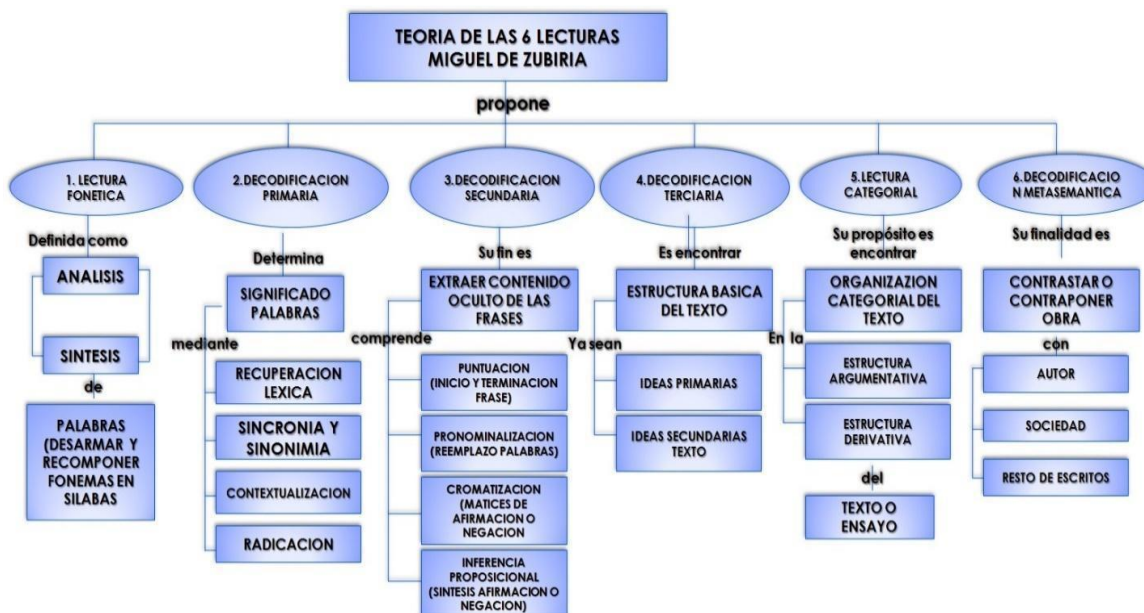 TEORIA DE LAS 6 LECTURAS
MIGUEL DE ZUBIRIA
propone
1. LECTURA
FONETICA
Definida como
ANALISIS
SINTESIS
de
PALABRAS
(DESARMAR Y
RECOMPONER
FONEMAS EN
SILABAS
2.DECODIFICACION
PRIMARIA
Determina
SIGNIFICADO
PALABRAS
mediante
RECUPERACION
LEXICA
SINCRONIA Y
SINONIMIA
CONTEXTUALIZACION
RADICACION
3.DECODIFICACION
SECUNDARIA
Su fin es
EXTRAER CONTENIDO
OCULTO DE LAS
FRASES
comprende
PUNTUACION
(INICIO Y TERMINACION
FRASE)
PRONOMINALIZACION
(REEMPLAZO PALABRAS)
CROMATIZACION
(MATICES DE
AFIRMACION O
NEGACION
INFERENCIA
PROPOSICIONAL
(SINTESIS AFIRMACION O
NEGACION)
4.DECODIFICACION
TERCIARIA
Es encontrar
ESTRUCTURA BASICA
DEL TEXTO
Ya sean
IDEAS PRIMARIAS
IDEAS SECUNDARIAS
TEXTO
5.LECTURA
CATEGORIAL
Su propósito es
encontrar
ORGANIZAZION
CATEGORIAL DEL
TEXTO
En la
ESTRUCTURA
ARGUMENTATIVA
ESTRUCTURA
DERIVATIVA
del
TEXTO O
ENSAYO
6.DECODIFICACIO
N METASEMANTICA
Su finalidad es
CONTRASTAR O
CONTRAPONER
OBRA
con
AUTOR
SOCIEDAD
RESTO DE ESCRITOS